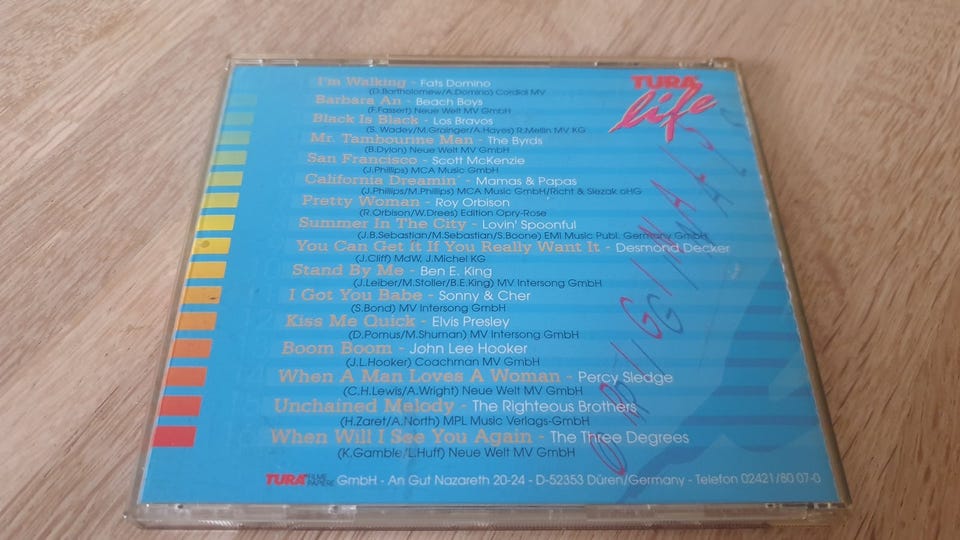 TURA
life
I'm Walking - Fats Domino
(D.Bartholomew/A.Domino) Cordial MV
Barbara An - Beach Boys
(F.Fassert) Neue Welt MV GmbH
Black Is Black - Los Bravos
(S. Wadey/M.Grainger/A.Hayes) R.Mellin MV KG
Mr. Tambourine Man - The Byrds
(B.Dylon) Neue Welt MV GmbH
San Francisco - Scott McKenzie
(J.Phillips) MCA Music GmbH
California Dreamin' - Mamas & Papas
(J.Phillips/M.Phillips) MCA Music GmbH/Richt & Slezak oHG
Pretty Woman - Roy Orbison
(R.Orbison/W.Drees) Edition Opry-Rose
Summer In The City - Lovin' Spoonful
(J.B.Sebastian/M.Sebastian/S.Boone) EMI Music Publ. Germany GmbH
You Can Get It If You Really Want It - Desmond Decker
(J.Cliff) MdW, J.Michel KG
Stand By Me - Ben E. King
(J.Leiber/M.Stoller/B.E.King) MV Intersong GmbH
I Got You Babe - Sonny & Cher
(S.Bond) MV Intersong GmbH
Kiss Me Quick - Elvis Presley
(D.Pomus/M.Shuman) MV Intersong GmbH
Boom Boom - John Lee Hooker
(J.L.Hooker) Coachman MV GmbH
When A Man Loves A Woman - Percy Sledge
(C.H.Lewis/A.Wright) Neue Welt MV GmbH
Unchained Melody - The Righteous Brothers
(H.Zaret/A.North) MPL Music Verlags-GmbH
When Will I See You Again - The Three Degrees
(K.Gamble/L.Huff) Neue Welt MV GmbH
ORIGINALS
TURA FILME PAPIERE GmbH - An Gut Nazareth 20-24 - D-52353 Düren/Germany - Telefon 02421/80 07-0